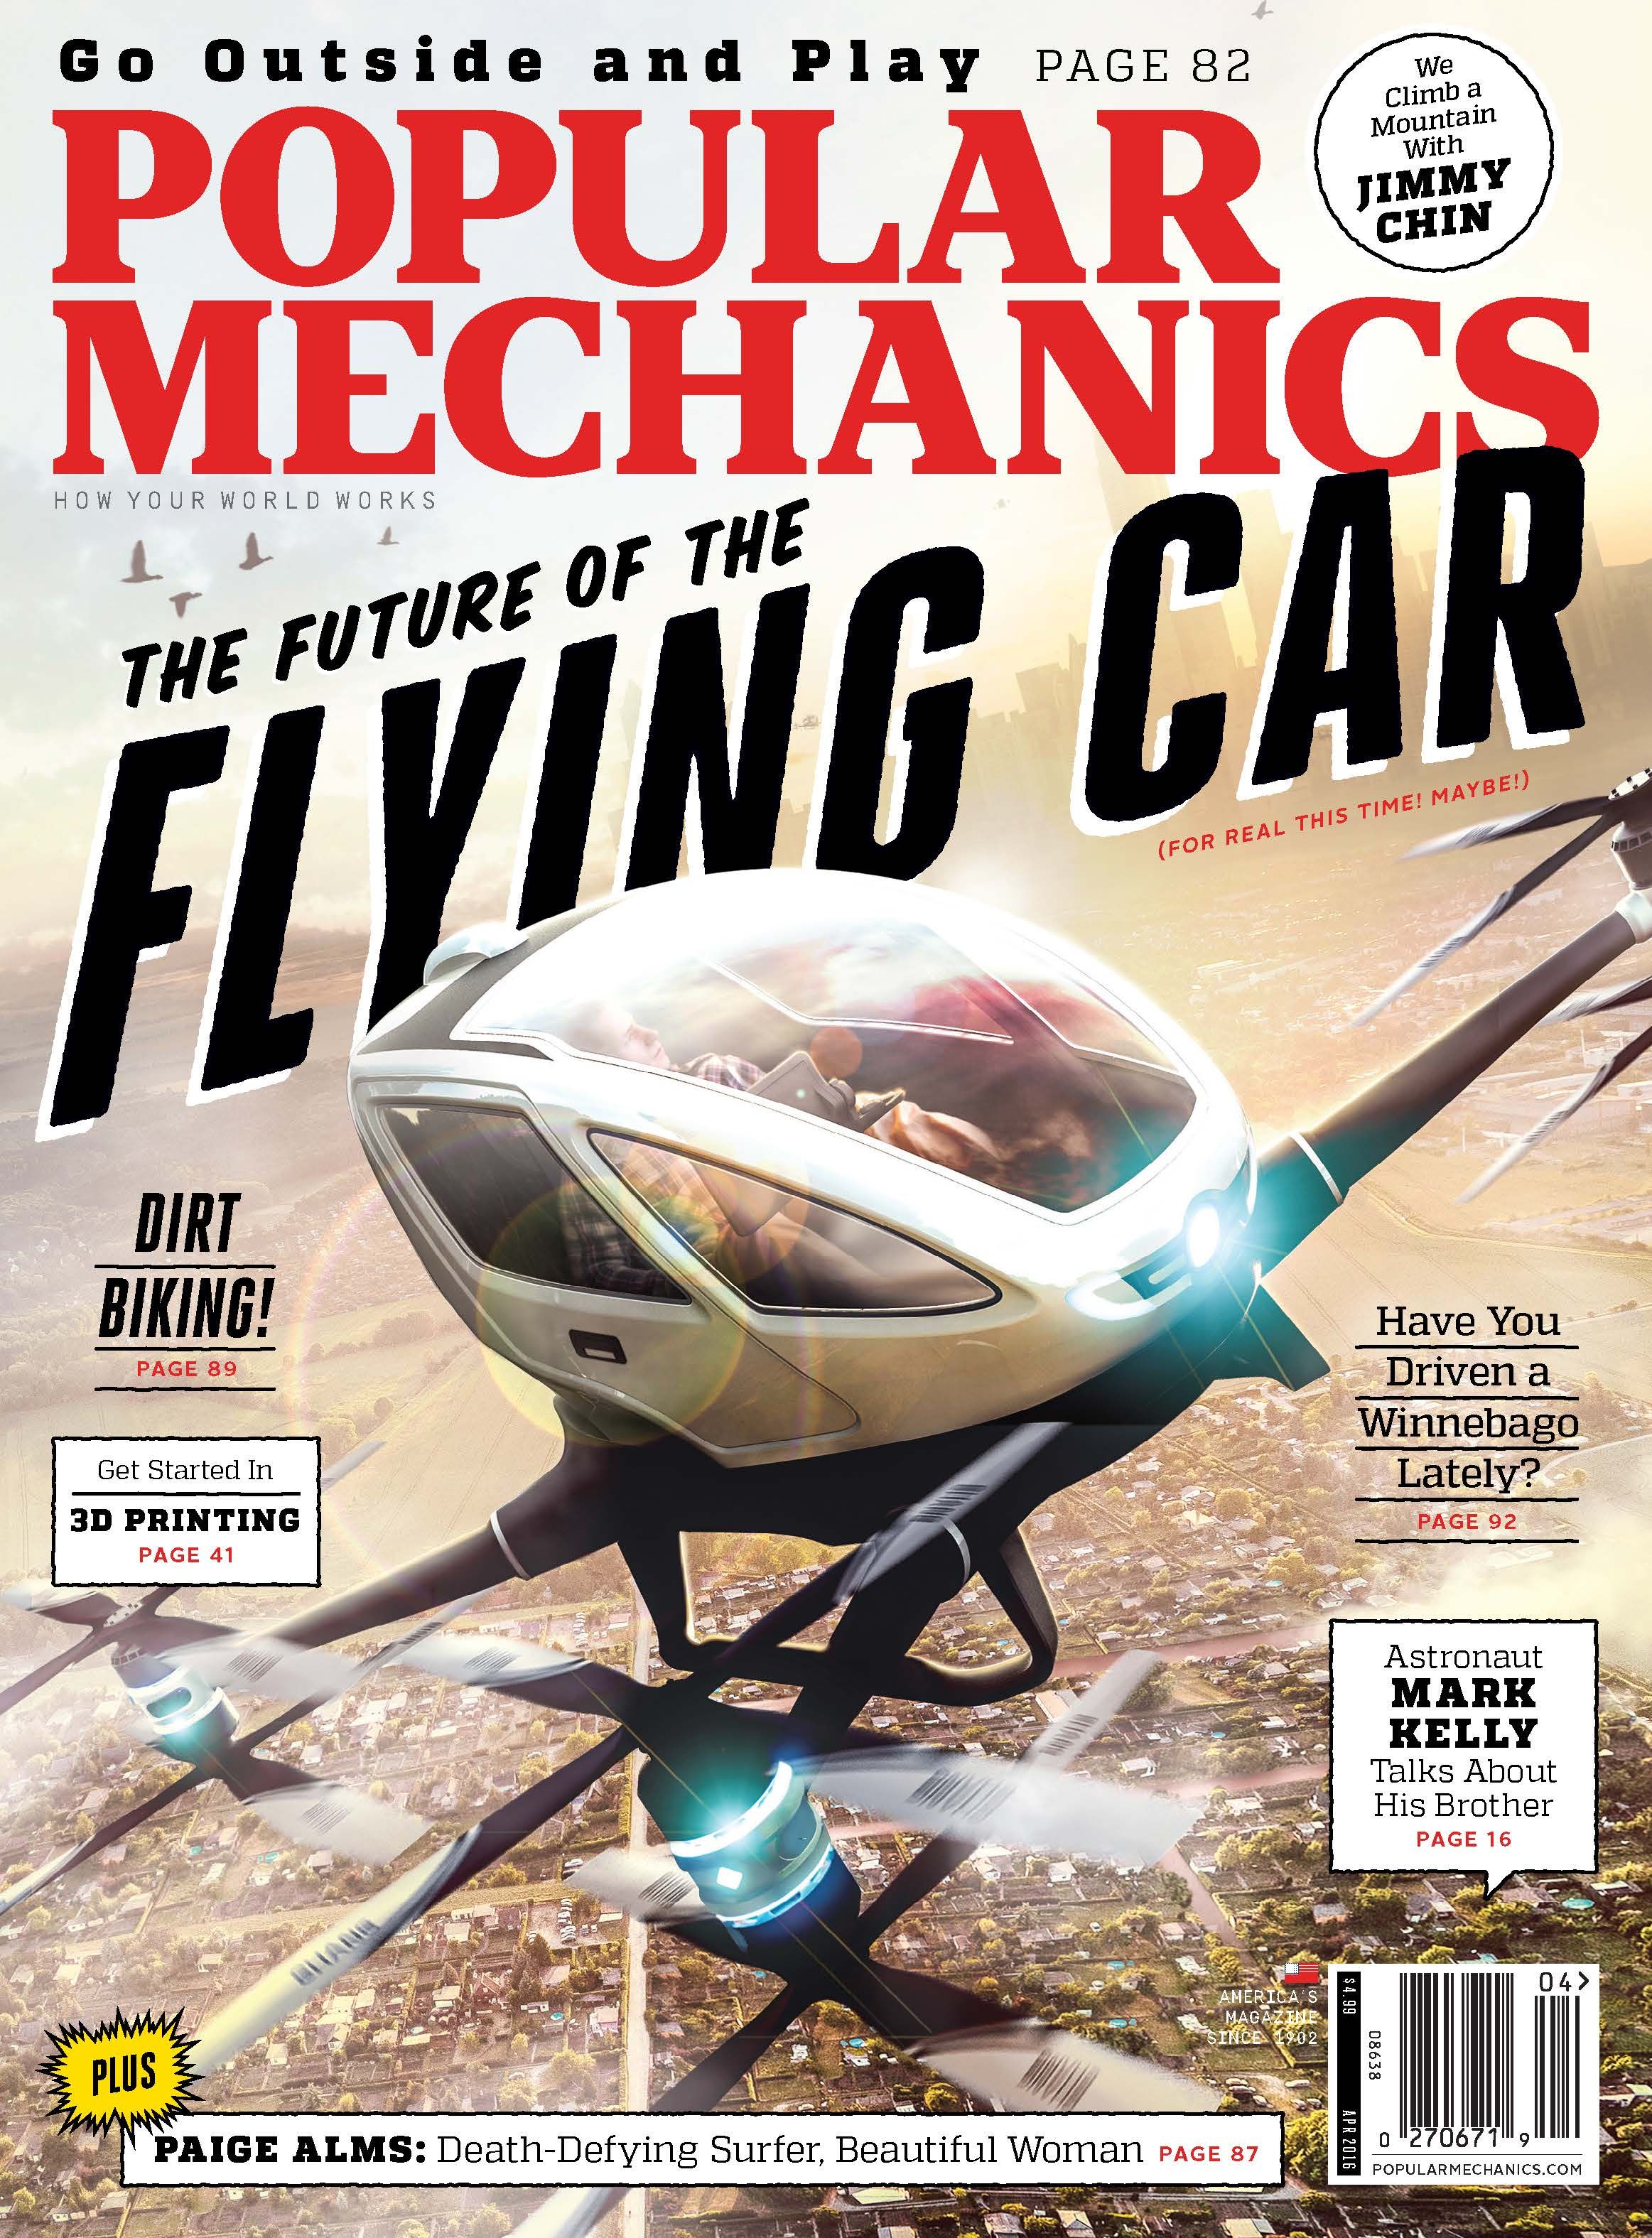 Go Outside and Play PAGE 82
We
Climb a
Mountain
With
JIMMY
CHIN
POPULAR
MECHANICS
HOW YOUR WORLD WORKS
THE FUTURE OF THE
FLYING CAR
(FOR REAL THIS TIME! MAYBE!)
DIRT
BIKING!
PAGE 89
Get Started In
3D PRINTING
PAGE 41
Have You
Driven a
Winnebago
Lately?
PAGE 92
Astronaut
MARK
KELLY
Talks About
His Brother
PAGE 16
AMERICA'S
MAGAZINE
SINCE 1902
$4.99
D8638
APR 2016
04>
0 270671 9
POPULARMECHANICS.COM
PLUS
PAIGE ALMS: Death-Defying Surfer, Beautiful Woman PAGE 87